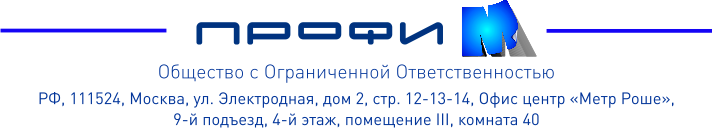 ПРОФИ М
Общество с Ограниченной Ответственностью
РФ, 111524, Москва, ул. Электродная, дом 2, стр. 12-13-14, Офис центр «Метр Роше»,
9-й подъезд, 4-й этаж, помещение III, комната 40